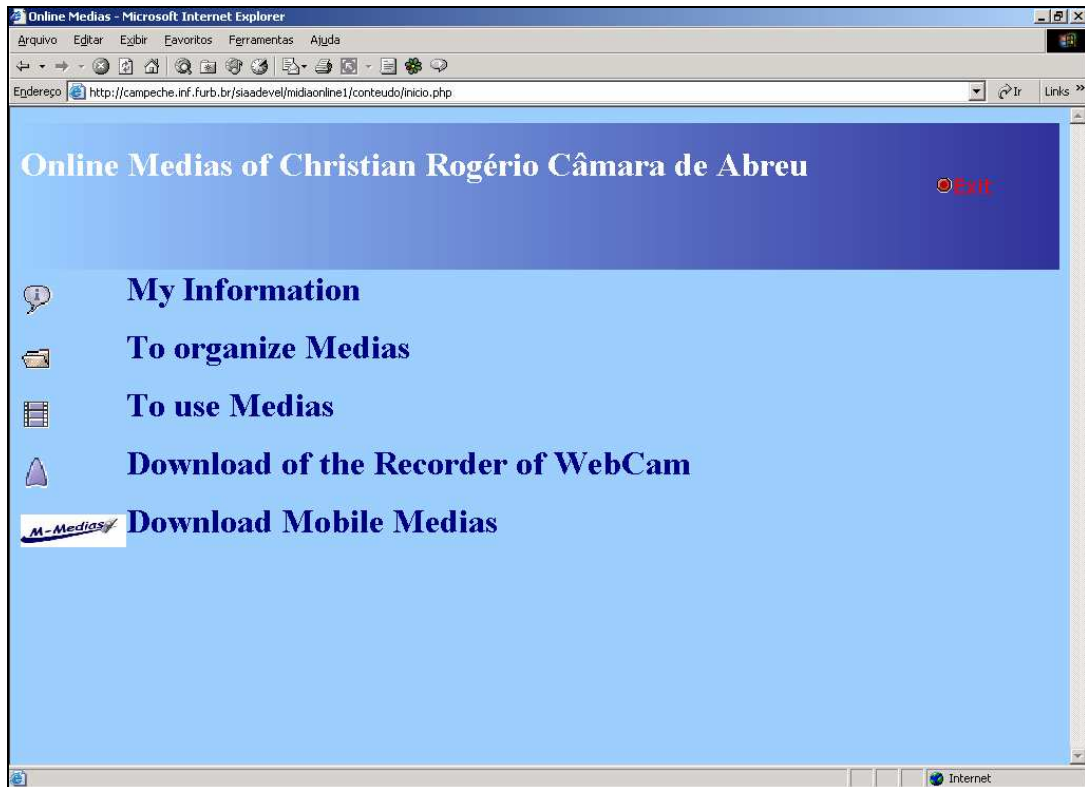 Online Medias - Microsoft Internet Explorer
Arquivo Editar Exibir Favoritos Ferramentas Ajuda
Endereço http://campeche.inf.furb.br/siaadevel/midiaonline1/conteudo/inicio.php Ir Links »
Online Medias of Christian Rogério Câmara de Abreu
Exit
My Information
To organize Medias
To use Medias
Download of the Recorder of WebCam
M-Medias Download Mobile Medias
Internet